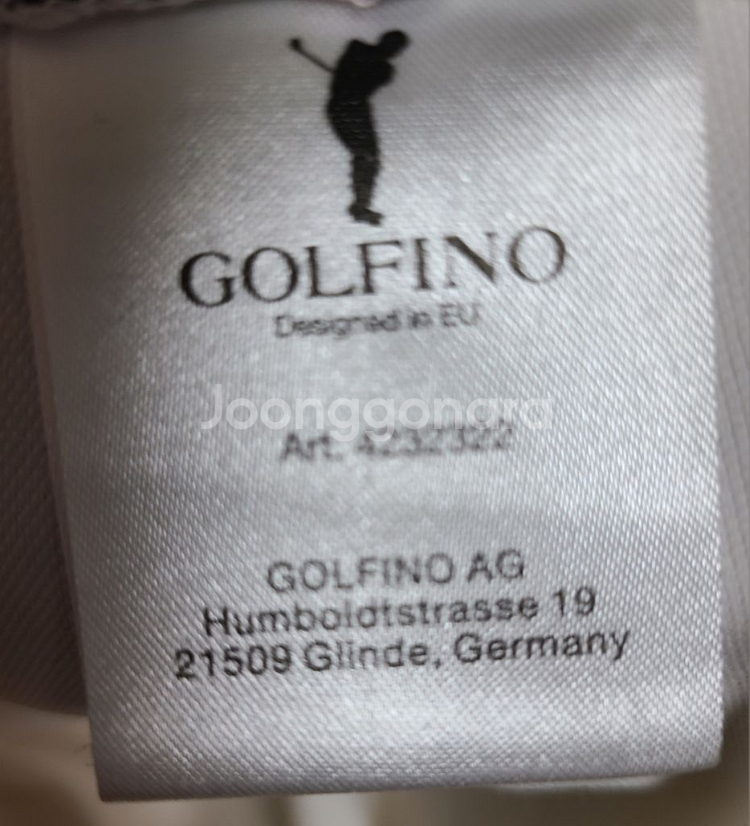 GOLFINO
Designed in EU
Joonggonara
Art. 4232322
GOLFINO AG
Humboldtstrasse 19
21509 Glinde, Germany